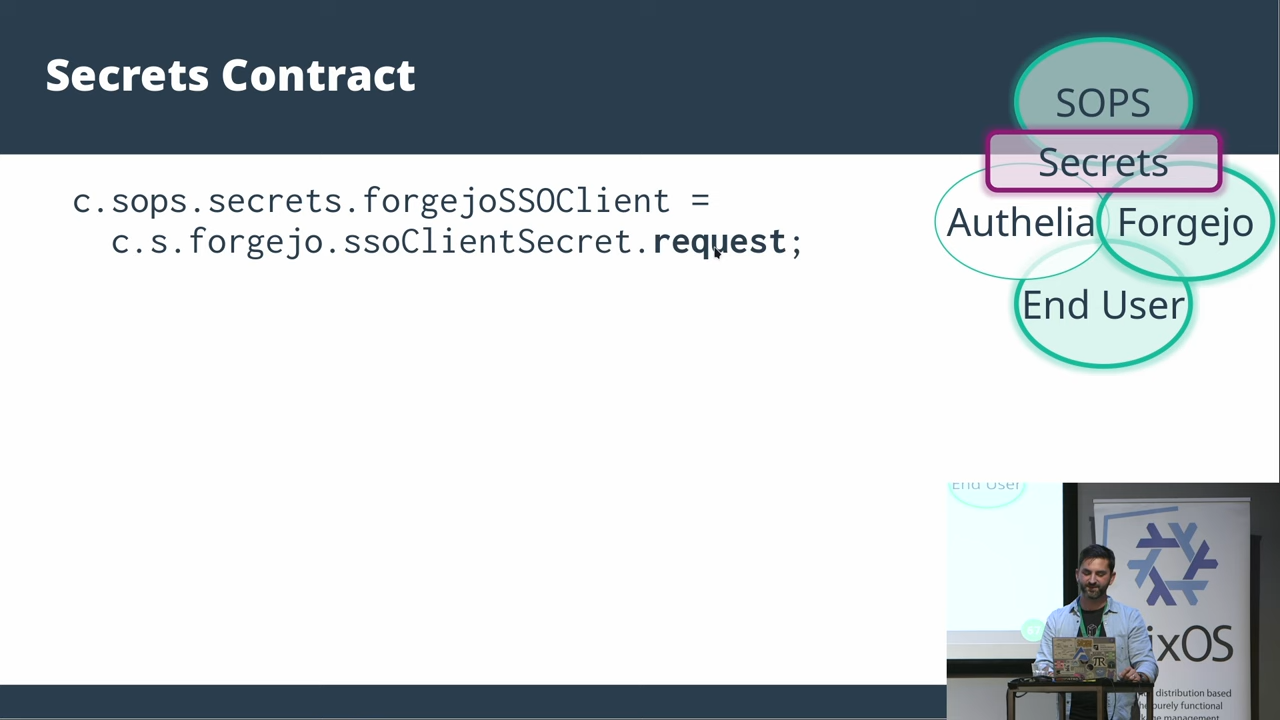 Secrets Contract
c.sops.secrets.forgejoSSOClient =
c.s.forgejo.ssoClientSecret.request;
SOPS
Secrets
Authelia
Forgejo
End User
End User
ixOS
distribution based
purely functional
management